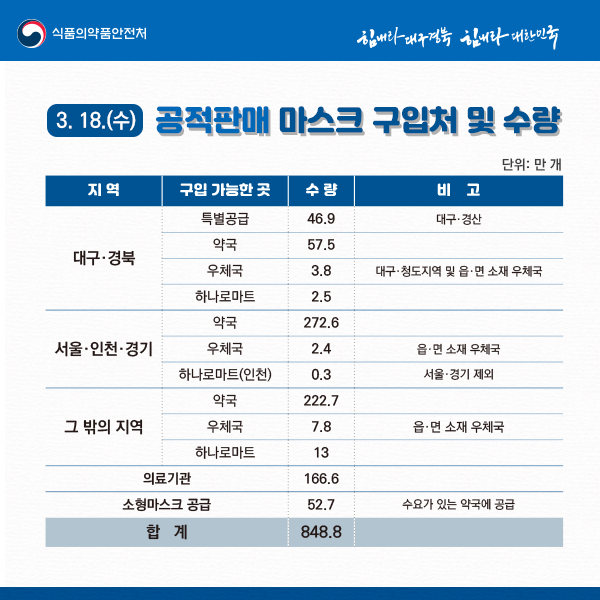 식품의약품안전처
힘내라 대구경북 힘내라 대한민국
3. 18.(수) 공적판매 마스크 구입처 및 수량
단위: 만 개
지 역 구입 가능한 곳 수 량 비 고
대구·경북
특별공급 46.9 대구·경산
약국 57.5
우체국 3.8 대구·청도지역 및 읍·면 소재 우체국
하나로마트 2.5
서울·인천·경기
약국 272.6
우체국 2.4 읍·면 소재 우체국
하나로마트(인천) 0.3 서울·경기 제외
그 밖의 지역
약국 222.7
우체국 7.8 읍·면 소재 우체국
하나로마트 13
의료기관 166.6
소형마스크 공급 52.7 수요가 있는 약국에 공급
합 계 848.8